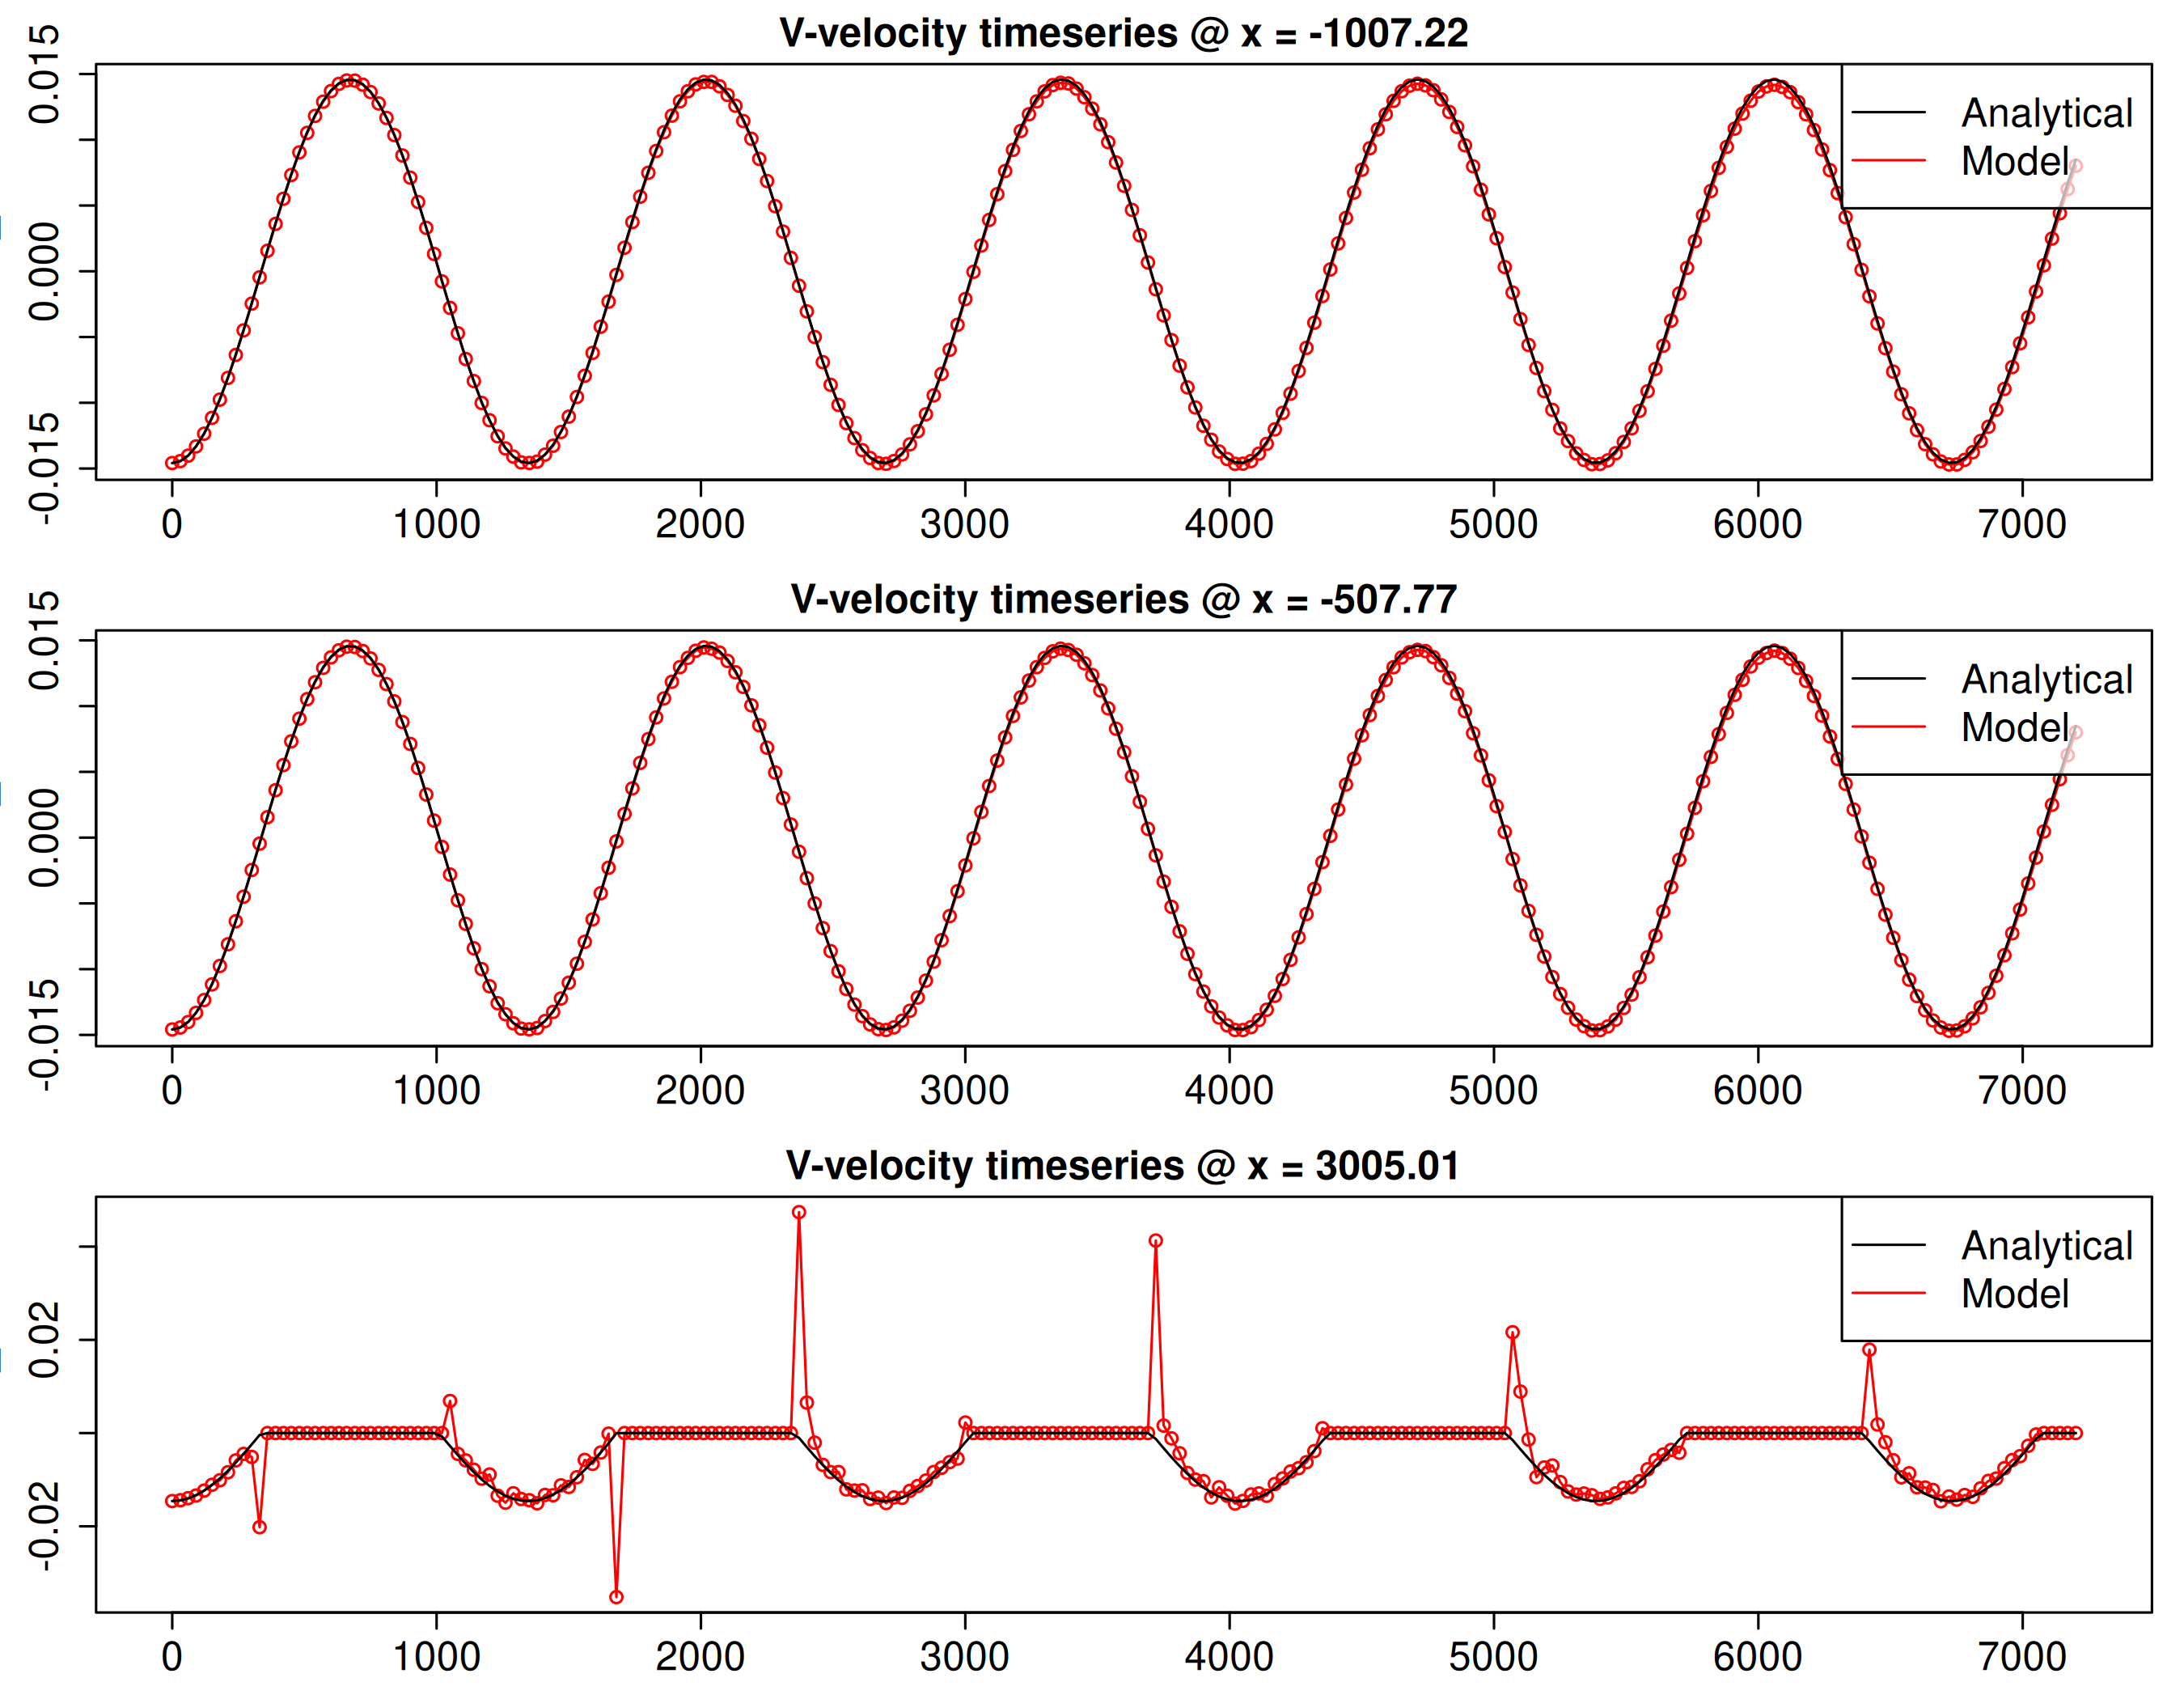 V-velocity timeseries @ x = -1007.22
0.015
0.000
-0.015
Analytical
Model
0 1000 2000 3000 4000 5000 6000 7000
V-velocity timeseries @ x = -507.77
0.015
0.000
-0.015
Analytical
Model
0 1000 2000 3000 4000 5000 6000 7000
V-velocity timeseries @ x = 3005.01
0.02
-0.02
Analytical
Model
0 1000 2000 3000 4000 5000 6000 7000